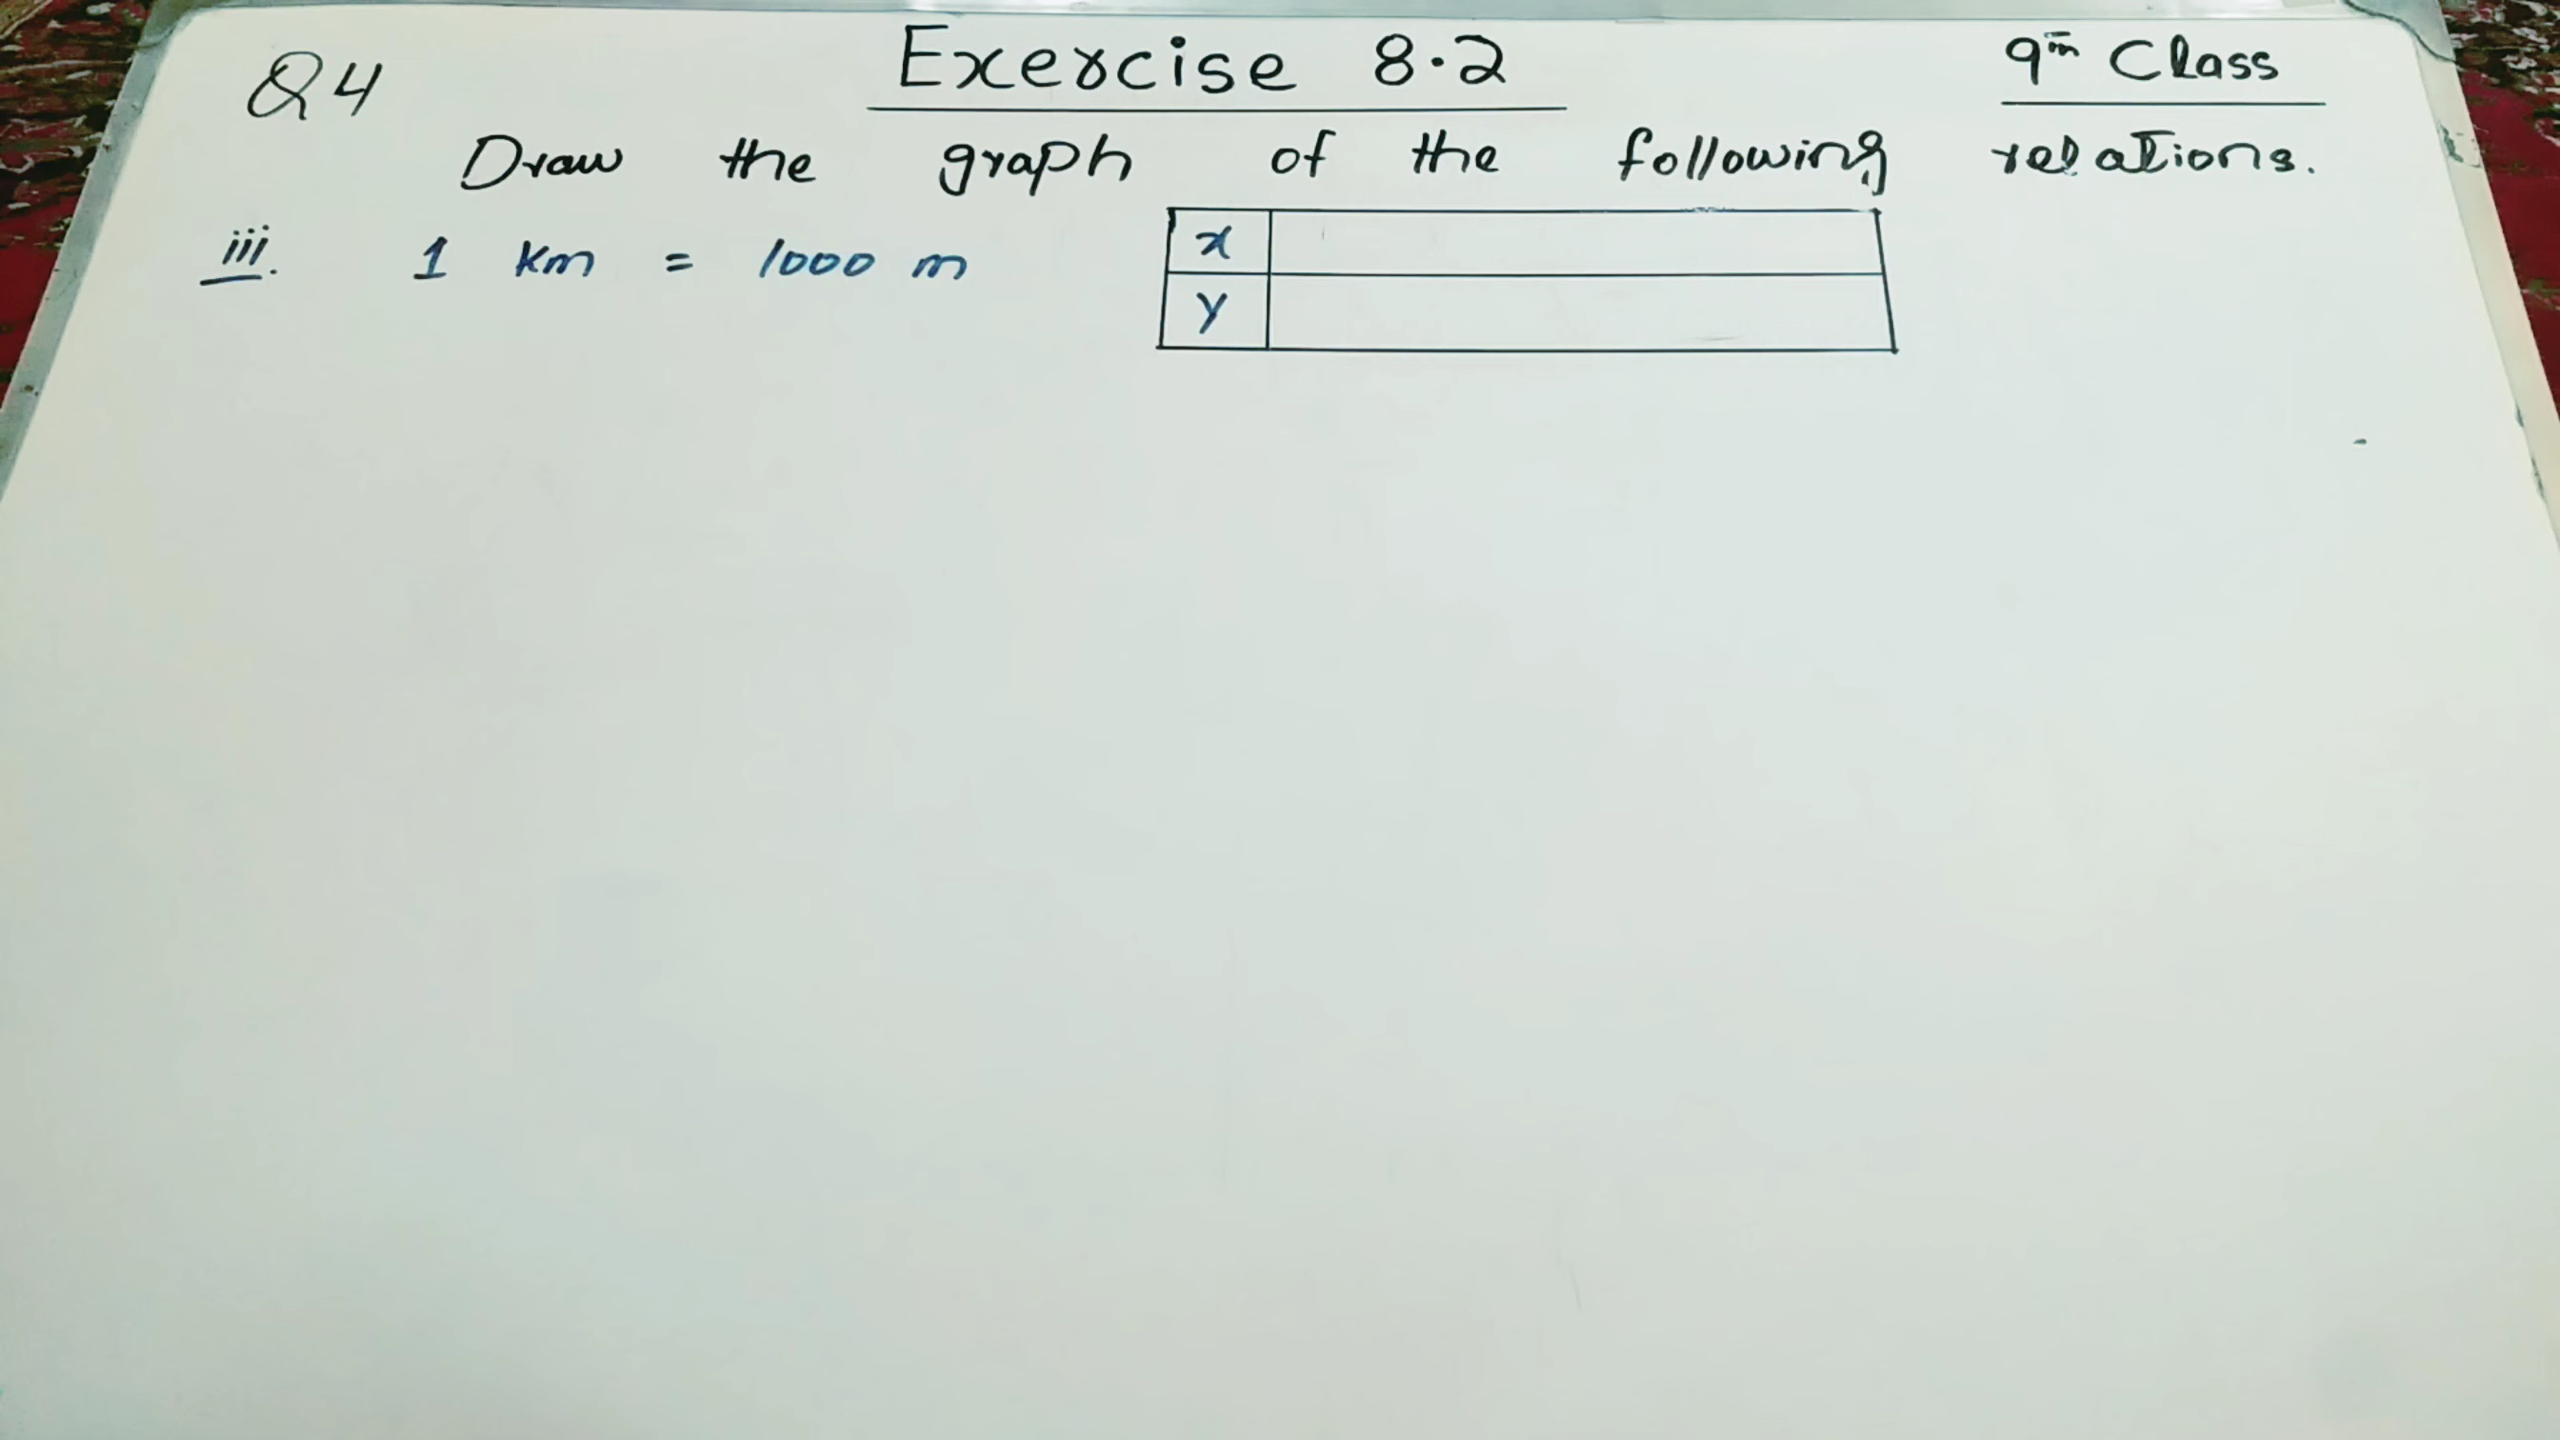 Exercise 8.2
9th Class
Q4
Draw the graph of the following relations.
iii. 1 Km = 1000 m
x
y